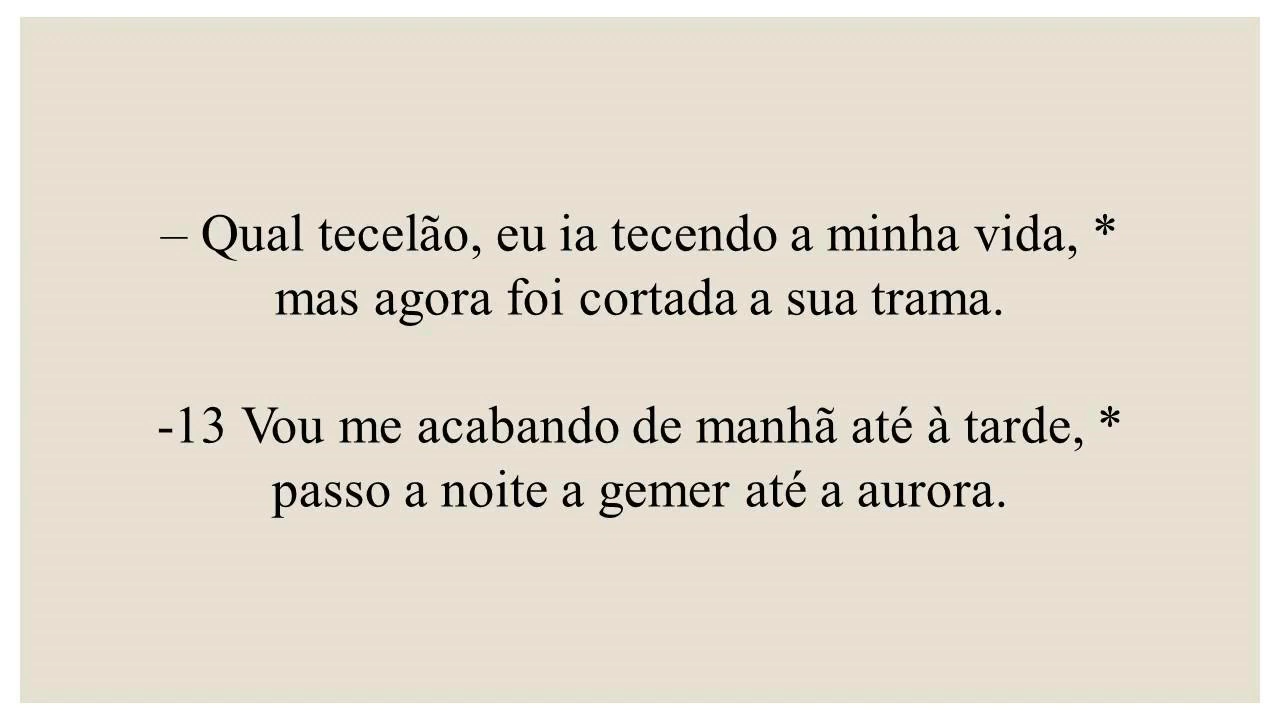 – Qual tecelão, eu ia tecendo a minha vida, *
mas agora foi cortada a sua trama.
-13 Vou me acabando de manhã até à tarde, *
passo a noite a gemer até a aurora.